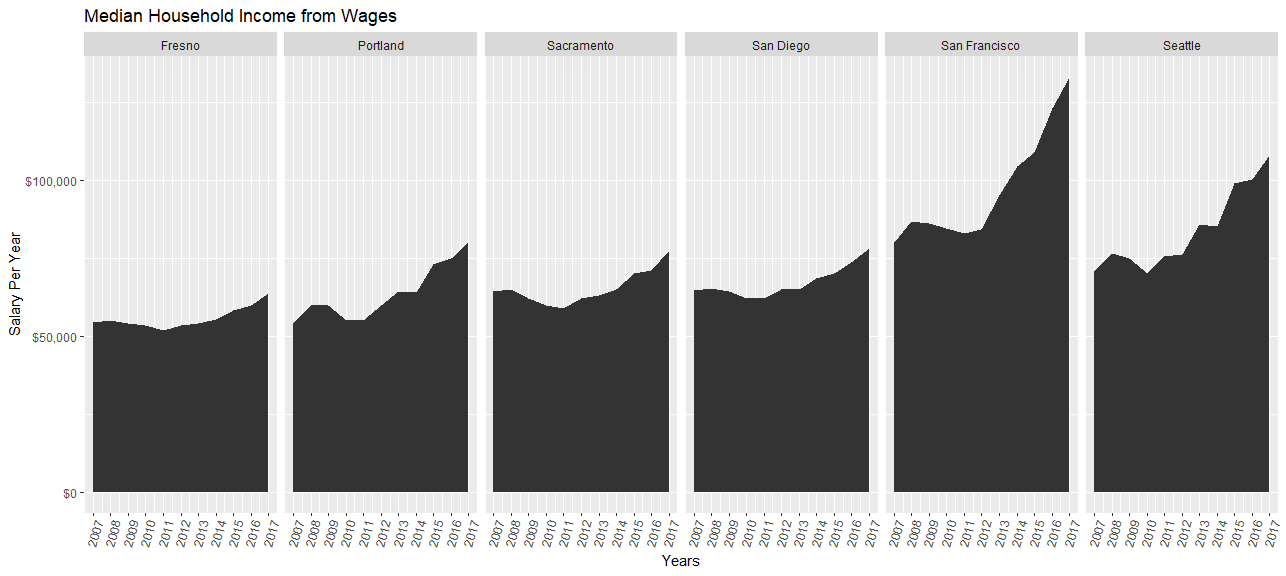 Median Household Income from Wages
Fresno Portland Sacramento San Diego San Francisco Seattle
Salary Per Year
$100,000
$50,000
$0
2007 2008 2009 2010 2011 2012 2013 2014 2015 2016 2017 2007 2008 2009 2010 2011 2012 2013 2014 2015 2016 2017 2007 2008 2009 2010 2011 2012 2013 2014 2015 2016 2017 2007 2008 2009 2010 2011 2012 2013 2014 2015 2016 2017 2007 2008 2009 2010 2011 2012 2013 2014 2015 2016 2017 2007 2008 2009 2010 2011 2012 2013 2014 2015 2016 2017
Years